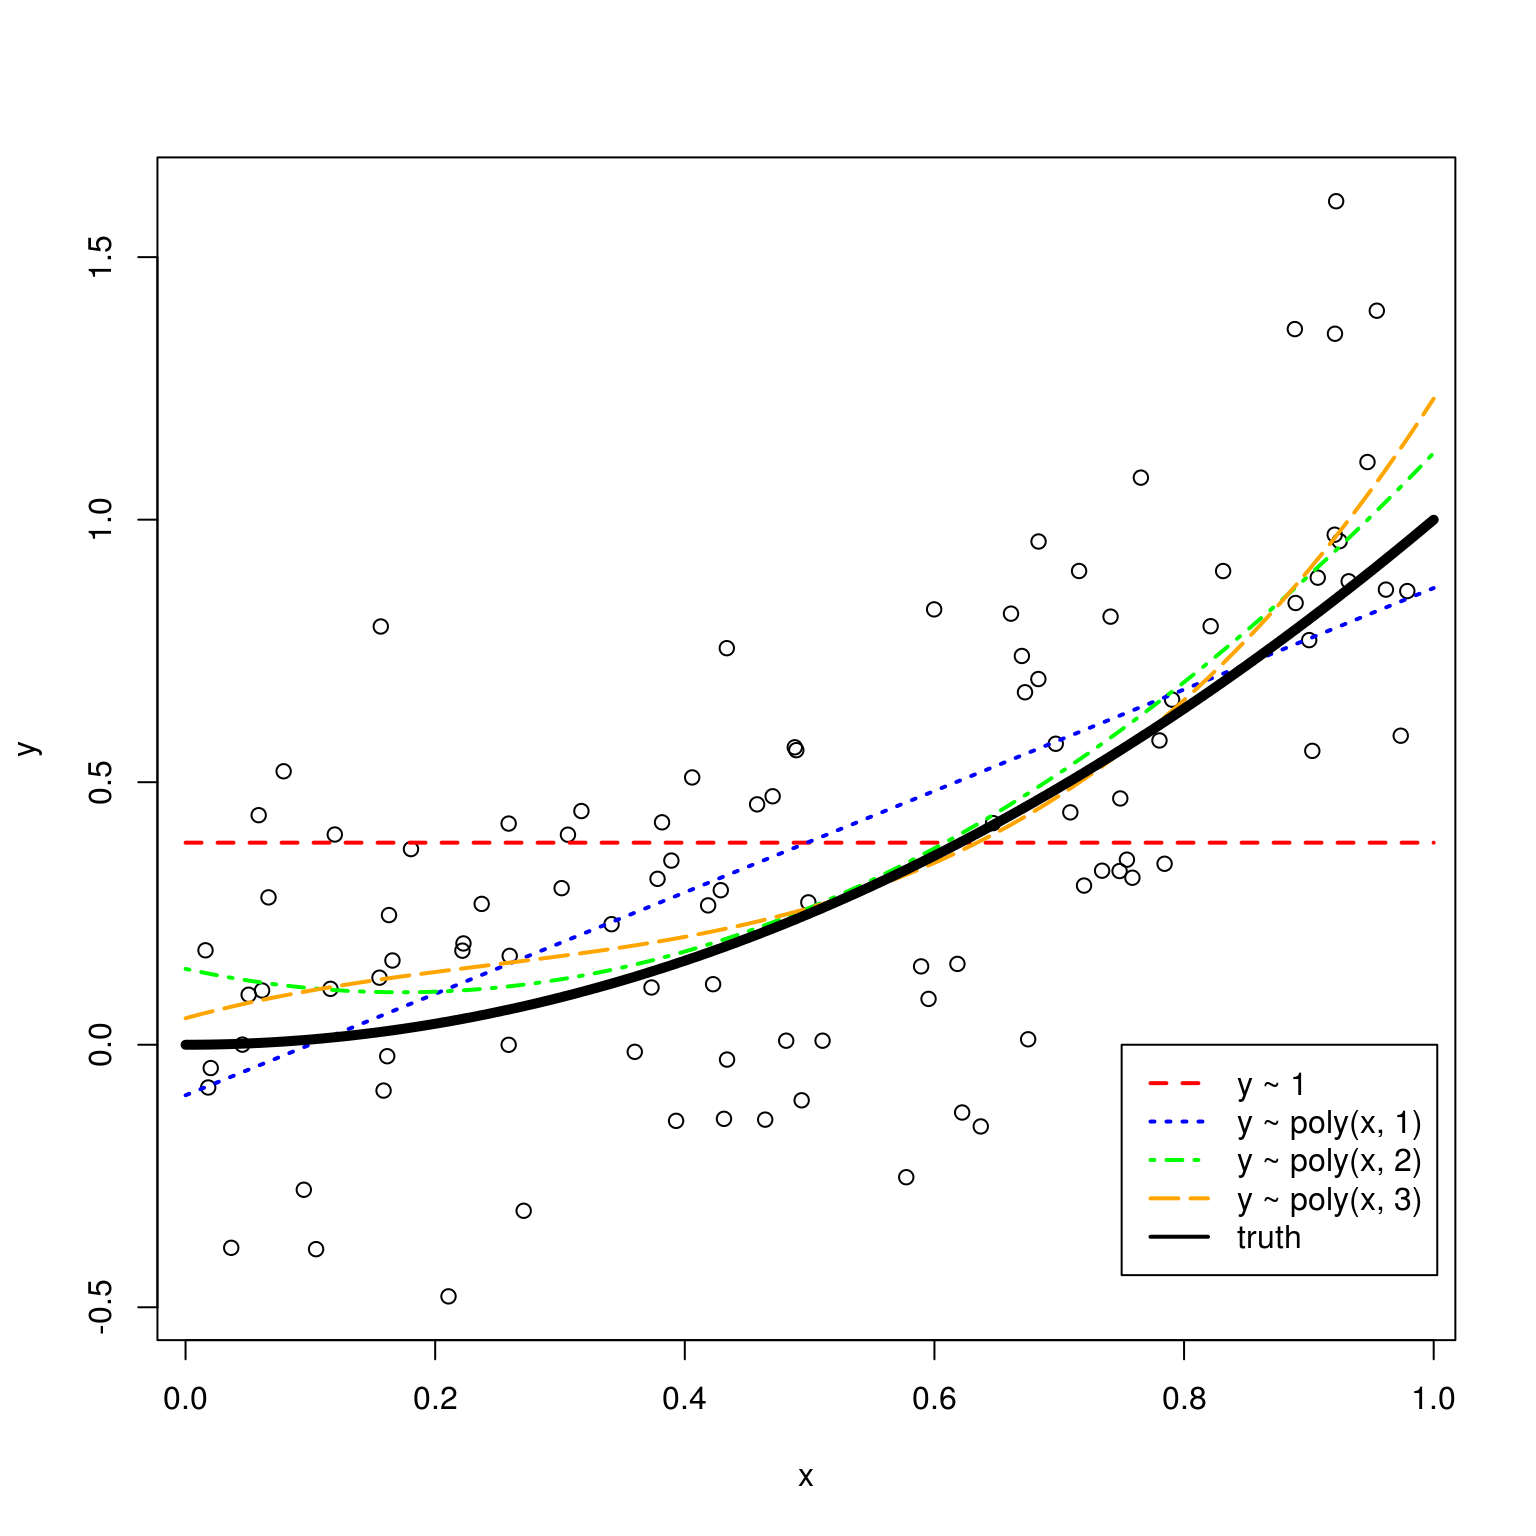 1.5
1.0
0.5
0.0
-0.5
y
0.0 0.2 0.4 0.6 0.8 1.0
x
y ~ 1
y ~ poly(x, 1)
y ~ poly(x, 2)
y ~ poly(x, 3)
truth